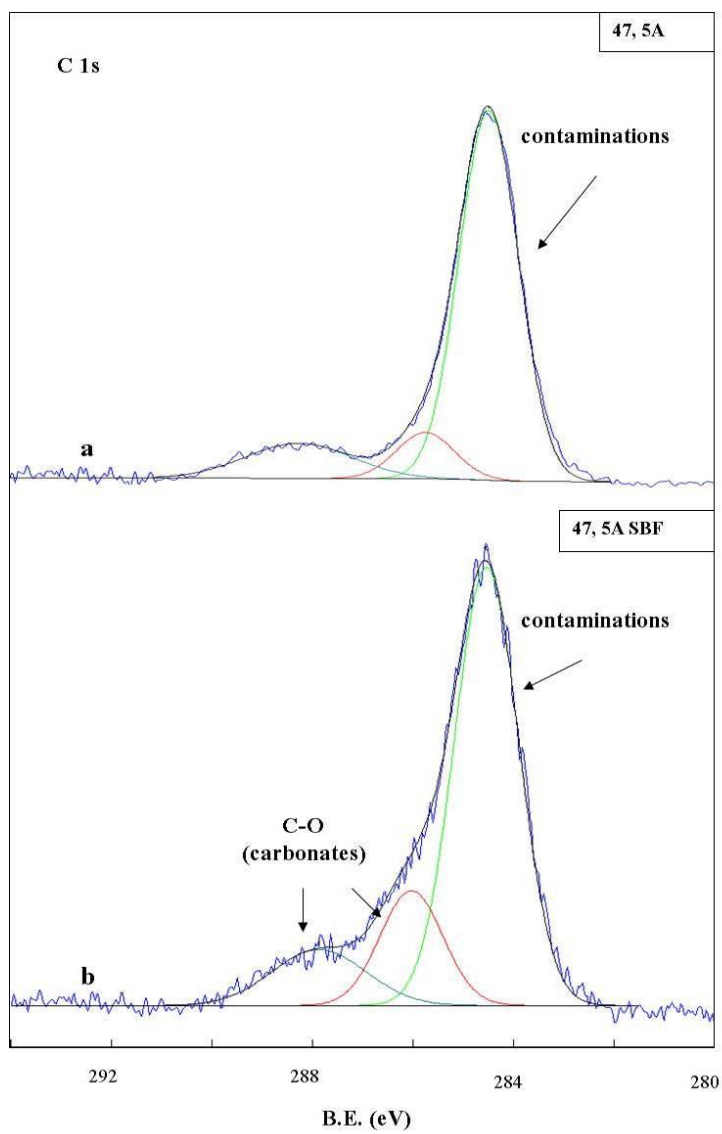 47, 5A
C 1s
contaminations
a
47, 5A SBF
contaminations
C-O
(carbonates)
b
292 288 284 280
B.E. (eV)